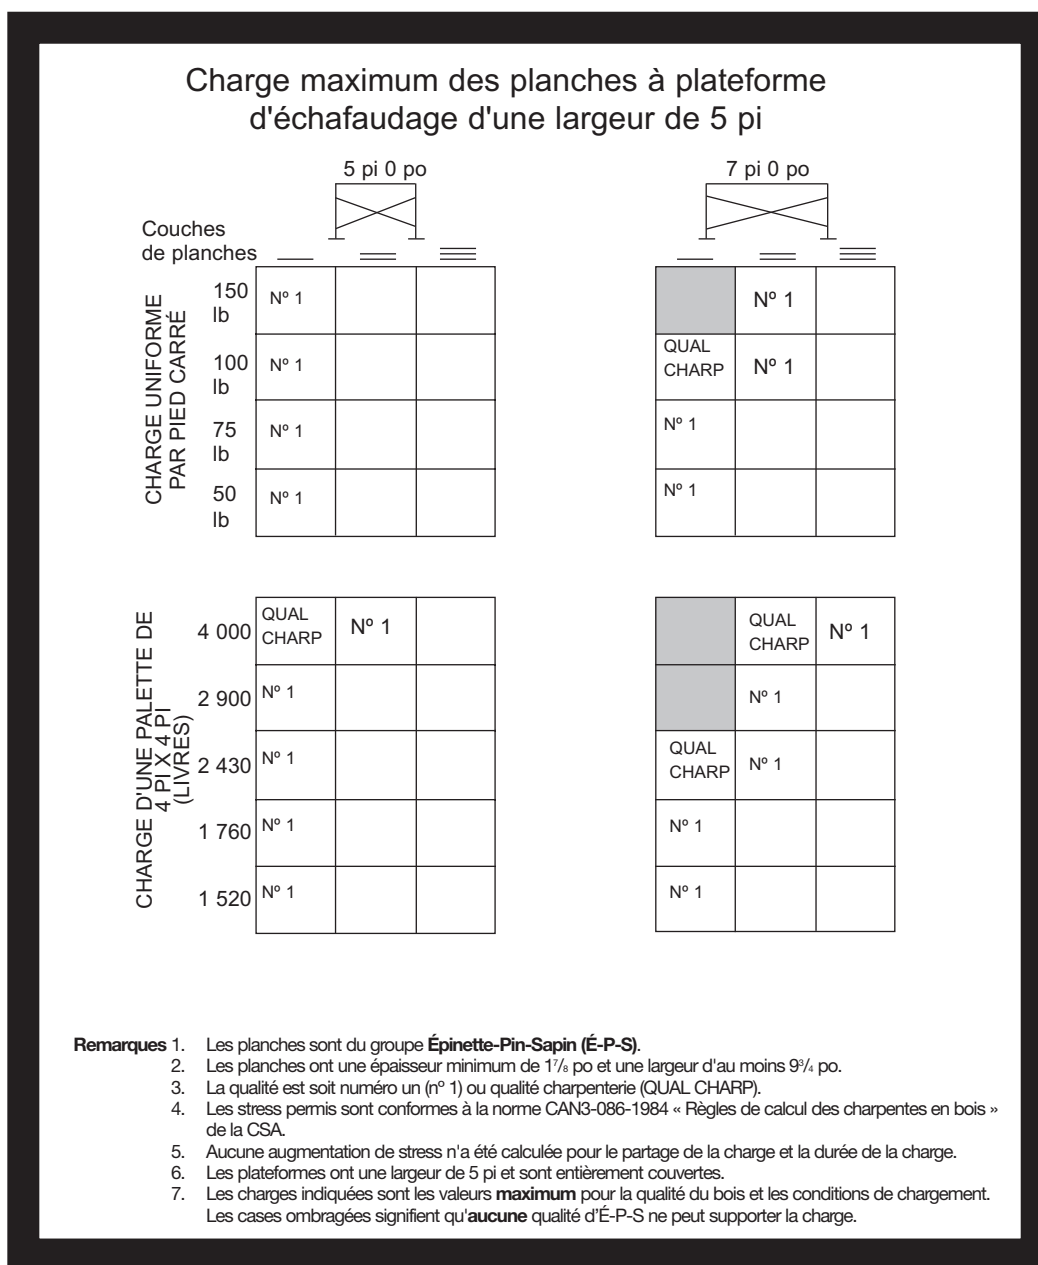 Charge maximum des planches à plateforme
d'échafaudage d'une largeur de 5 pi
5 pi 0 po
7 pi 0 po
Couches
de planches
CHARGE UNIFORME
PAR PIED CARRÉ
150
lb
Nº 1
Nº 1
100
lb
Nº 1
QUAL
CHARP
Nº 1
75
lb
Nº 1
Nº 1
50
lb
Nº 1
Nº 1
CHARGE D'UNE PALETTE DE
4 PI X 4 PI
(LIVRES)
4 000
QUAL
CHARP
Nº 1
QUAL
CHARP
Nº 1
2 900
Nº 1
Nº 1
2 430
Nº 1
QUAL
CHARP
Nº 1
1 760
Nº 1
Nº 1
1 520
Nº 1
Nº 1
Remarques 1. Les planches sont du groupe Épinette-Pin-Sapin (É-P-S).
2. Les planches ont une épaisseur minimum de 1⅞ po et une largeur d'au moins 9¾ po.
3. La qualité est soit numéro un (nº 1) ou qualité charpenterie (QUAL CHARP).
4. Les stress permis sont conformes à la norme CAN3-086-1984 « Règles de calcul des charpentes en bois »
de la CSA.
5. Aucune augmentation de stress n'a été calculée pour le partage de la charge et la durée de la charge.
6. Les plateformes ont une largeur de 5 pi et sont entièrement couvertes.
7. Les charges indiquées sont les valeurs maximum pour la qualité du bois et les conditions de chargement.
Les cases ombragées signifient qu'aucune qualité d'É-P-S ne peut supporter la charge.